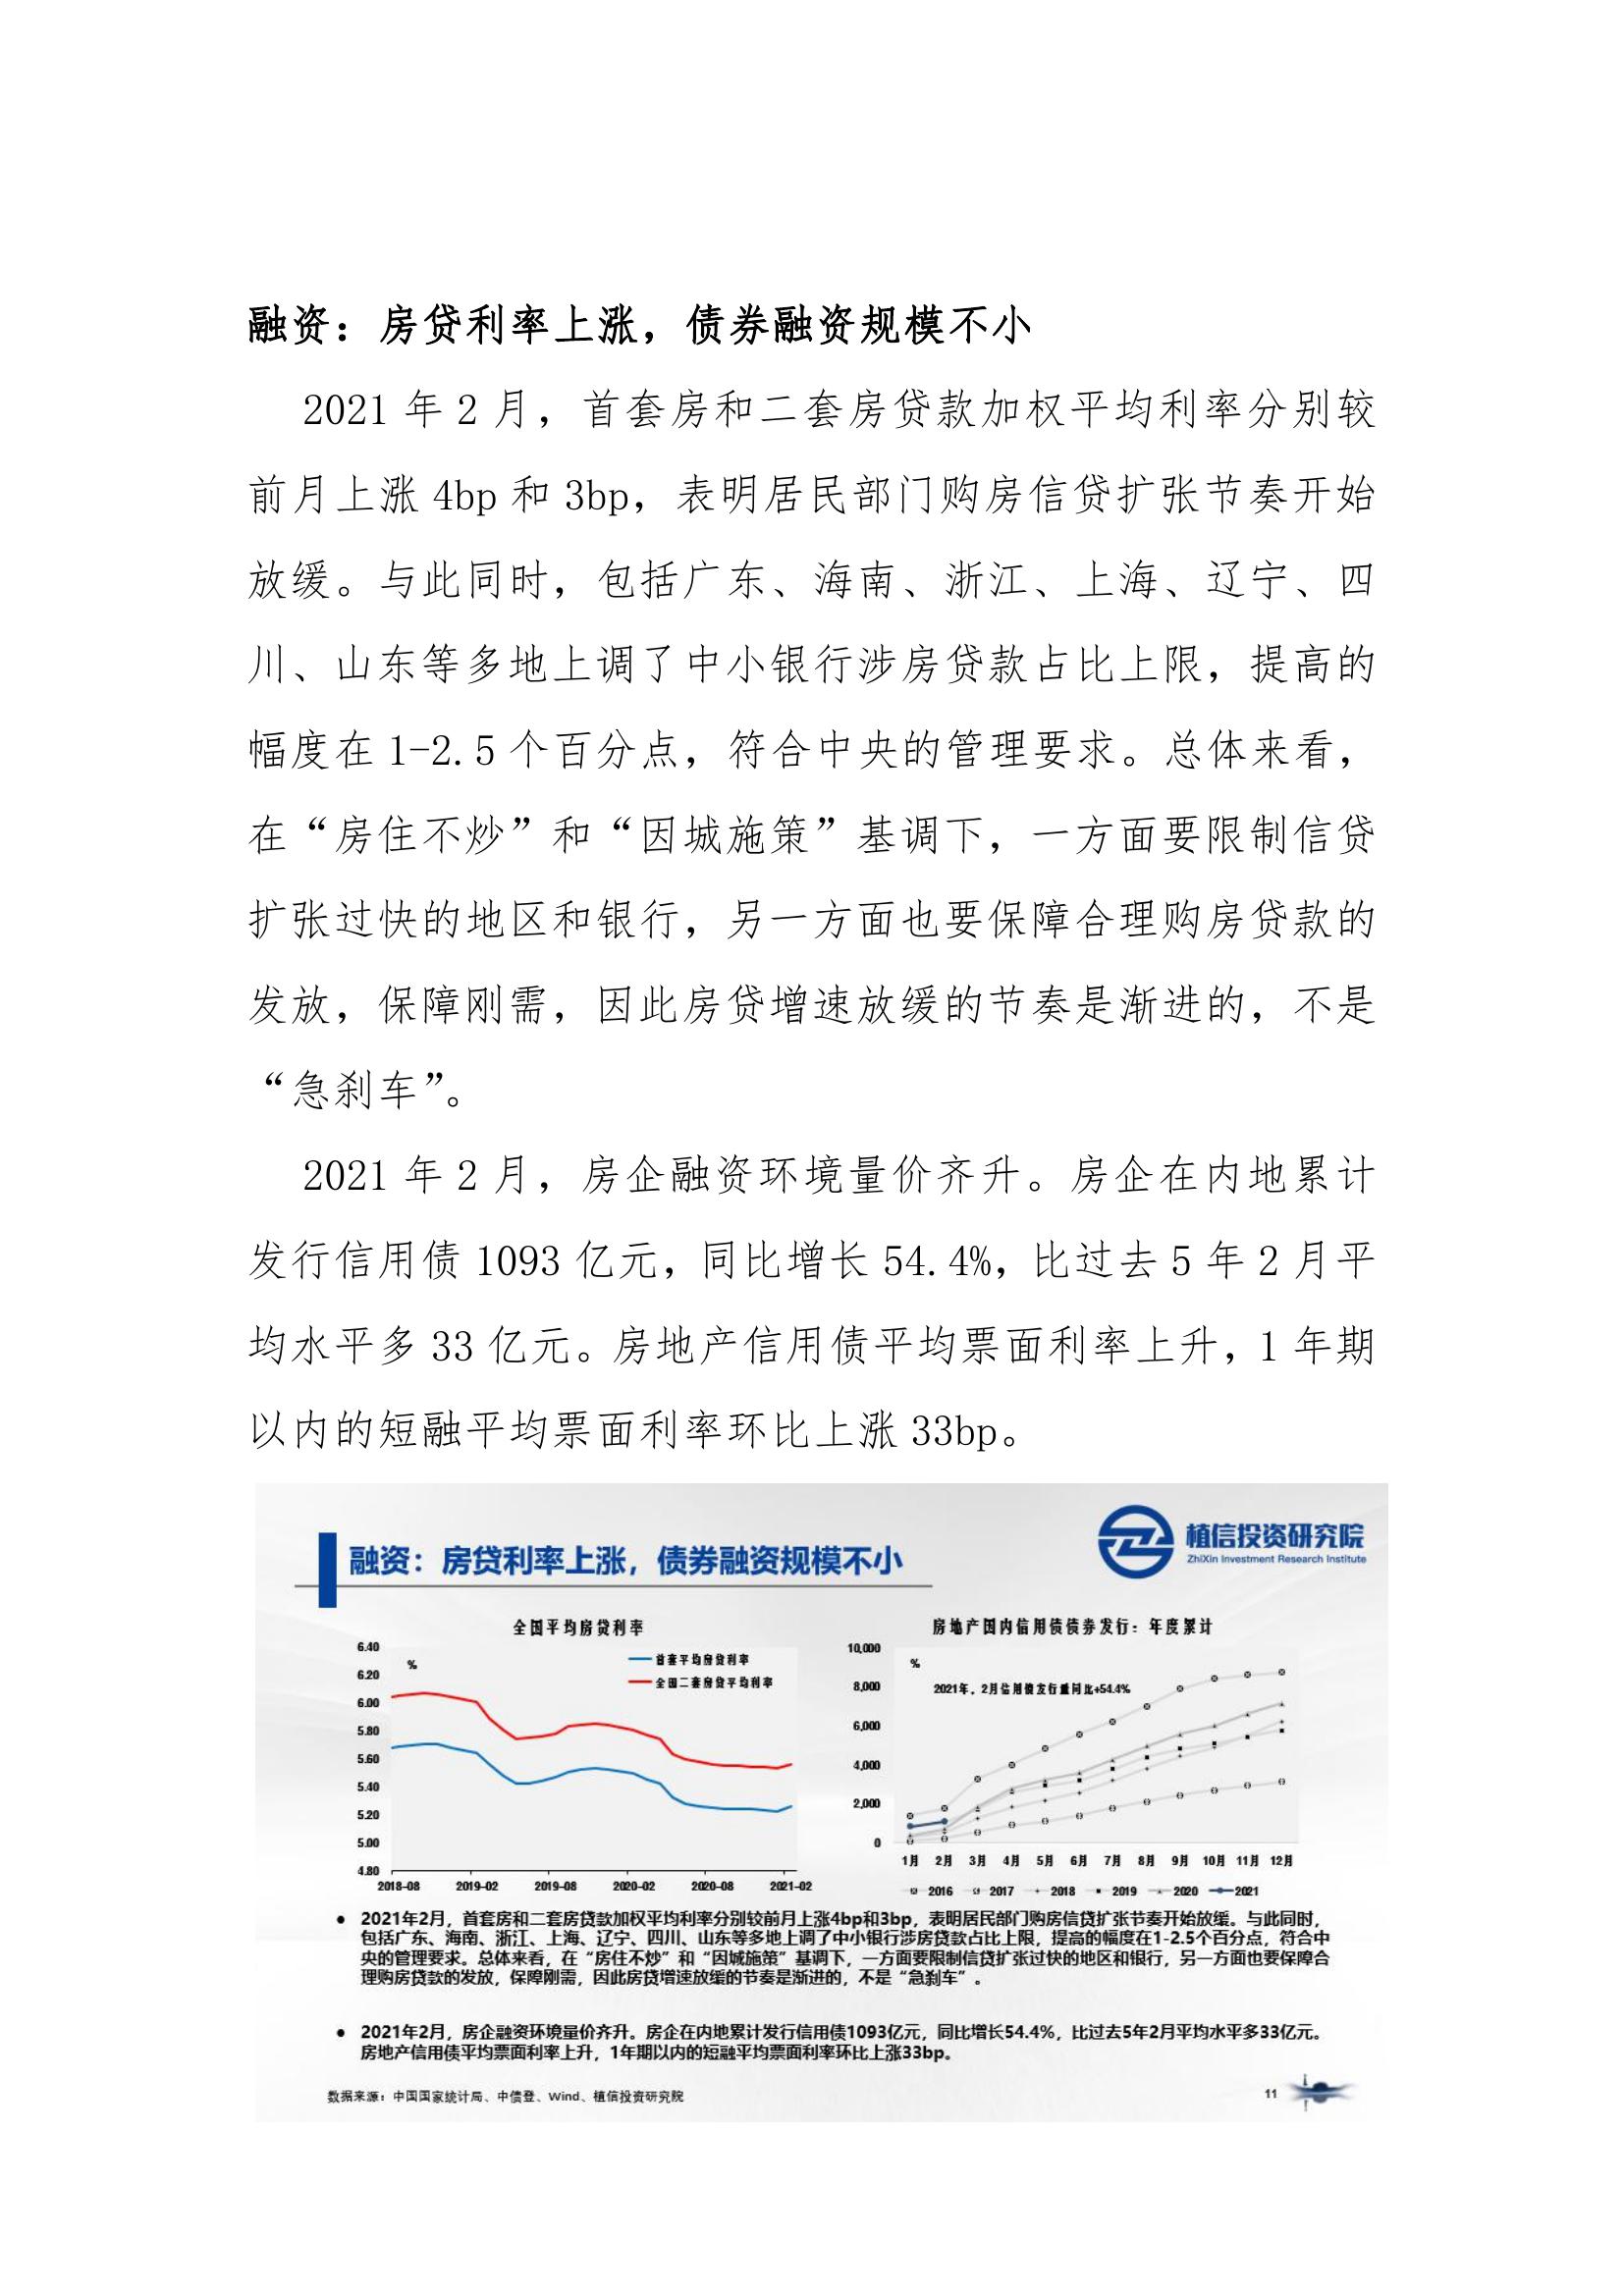 融资：房贷利率上涨，债券融资规模不小
2021 年 2 月，首套房和二套房贷款加权平均利率分别较
前月上涨 4bp 和 3bp，表明居民部门购房信贷扩张节奏开始
放缓。与此同时，包括广东、海南、浙江、上海、辽宁、四
川、山东等多地上调了中小银行涉房贷款占比上限，提高的
幅度在 1-2.5 个百分点，符合中央的管理要求。总体来看，
在“房住不炒”和“因城施策”基调下，一方面要限制信贷
扩张过快的地区和银行，另一方面也要保障合理购房贷款的
发放，保障刚需，因此房贷增速放缓的节奏是渐进的，不是
“急刹车”。
2021 年 2 月，房企融资环境量价齐升。房企在内地累计
发行信用债 1093 亿元，同比增长 54.4%，比过去 5 年 2 月平
均水平多 33 亿元。房地产信用债平均票面利率上升，1 年期
以内的短融平均票面利率环比上涨 33bp。
植信投资研究院
ZhiXin Investment Research Institute
融资：房贷利率上涨，债券融资规模不小
全国平均房贷利率
6.40
6.20
6.00
5.80
5.60
5.40
5.20
5.00
4.80
%
首套平均房贷利率
全国二套房贷平均利率
2018-08 2019-02 2019-08 2020-02 2020-08 2021-02
房地产国内信用债债券发行：年度累计
10,000
8,000
6,000
4,000
2,000
0
%
2021年，2月信用债发行量同比+54.4%
1月 2月 3月 4月 5月 6月 7月 8月 9月 10月 11月 12月
2016 2017 2018 2019 2020 2021
● 2021年2月，首套房和二套房贷款加权平均利率分别较前月上涨4bp和3bp，表明居民部门购房信贷扩张节奏开始放缓。与此同时，
包括广东、海南、浙江、上海、辽宁、四川、山东等多地上调了中小银行涉房贷款占比上限，提高的幅度在1-2.5个百分点，符合中
央的管理要求。总体来看，在“房住不炒”和“因城施策”基调下，一方面要限制信贷扩张过快的地区和银行，另一方面也要保障合
理购房贷款的发放，保障刚需，因此房贷增速放缓的节奏是渐进的，不是“急刹车”。
● 2021年2月，房企融资环境量价齐升。房企在内地累计发行信用债1093亿元，同比增长54.4%，比过去5年2月平均水平多33亿元。
房地产信用债平均票面利率上升，1年期以内的短融平均票面利率环比上涨33bp。
数据来源：中国国家统计局、中债登、Wind、植信投资研究院
11